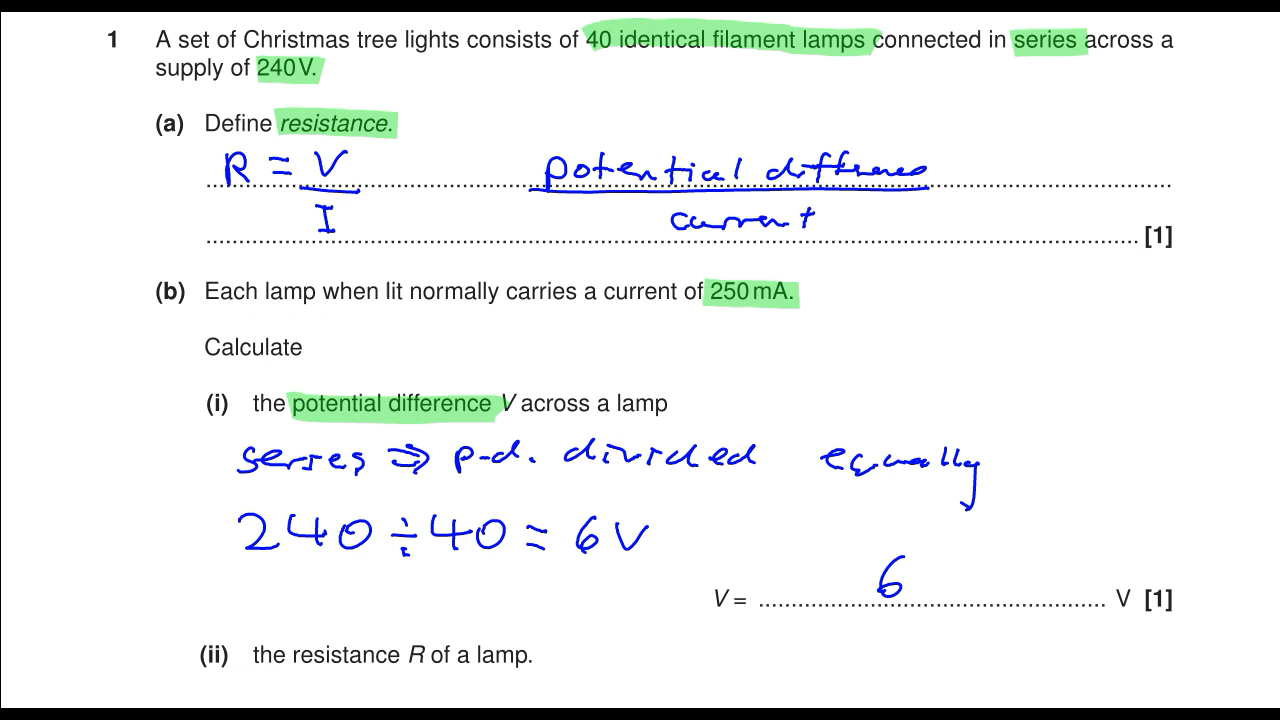 1 A set of Christmas tree lights consists of 40 identical filament lamps connected in series across a
supply of 240 V.
(a) Define resistance.
R = V potential difference
I current
[1]
(b) Each lamp when lit normally carries a current of 250 mA.
Calculate
(i) the potential difference V across a lamp
series ⇒ p.d. divided equally
240 ÷ 40 = 6 V
V = 6 V [1]
(ii) the resistance R of a lamp.